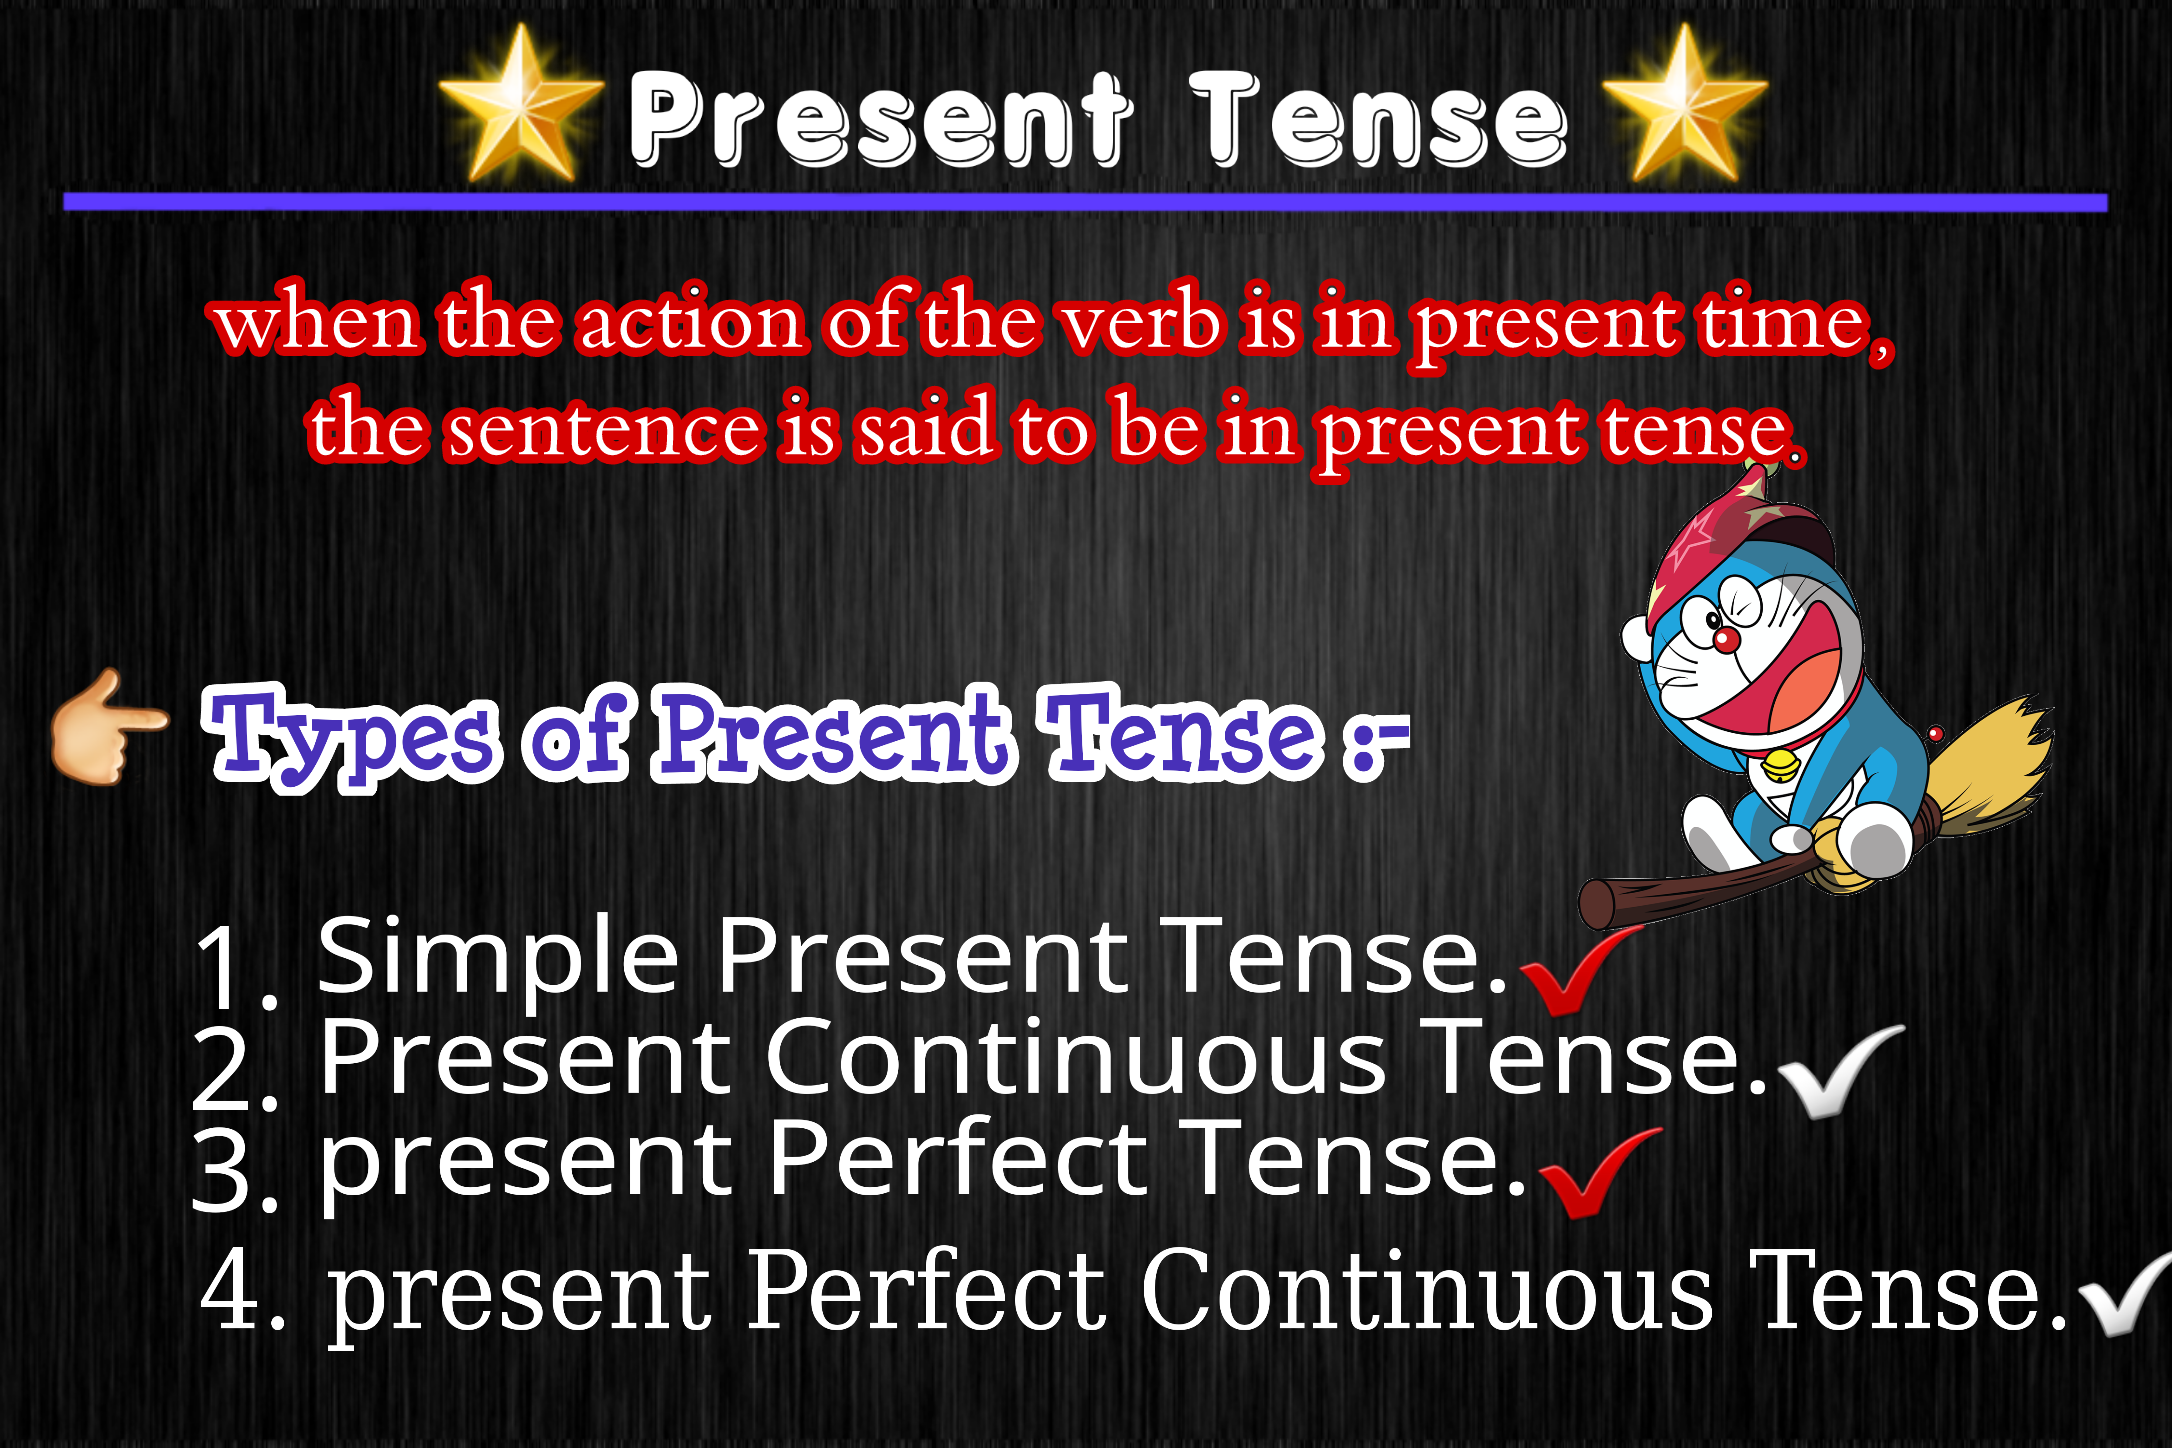 Present Tense
when the action of the verb is in present time,
the sentence is said to be in present tense.
Types of Present Tense :-
1. Simple Present Tense.
2. Present Continuous Tense.
3. present Perfect Tense.
4. present Perfect Continuous Tense.